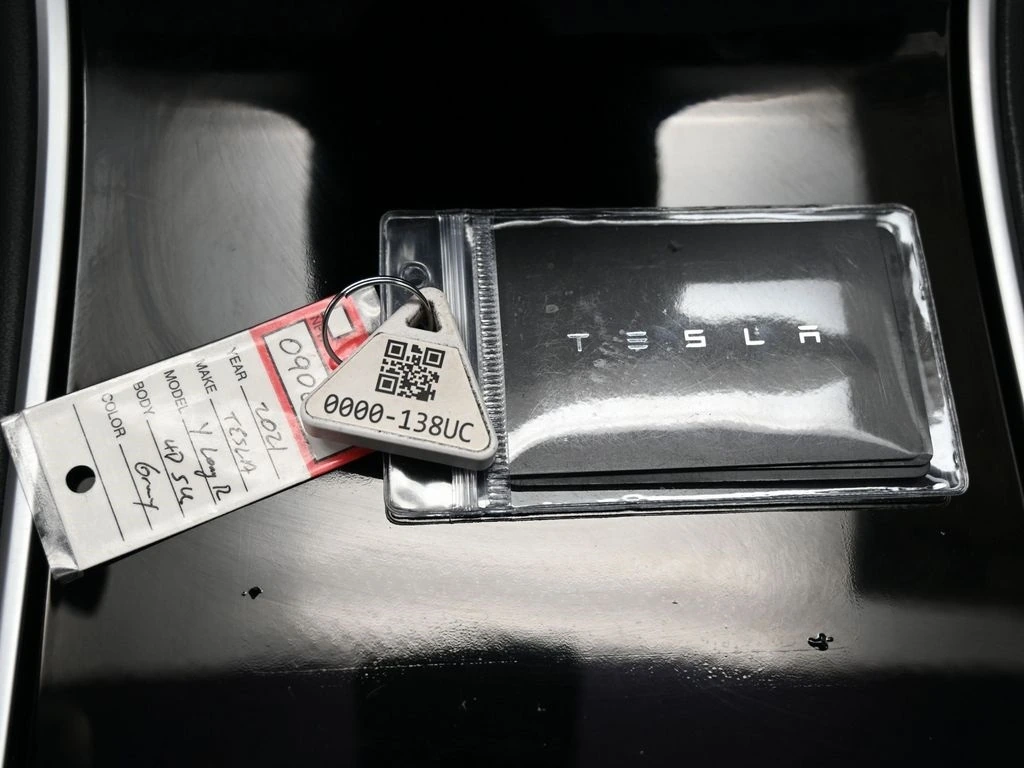 YEAR 2021
MAKE TESLA
MODEL Y Long R
BODY 4D SU
COLOR Gray
0000-138UC
TESLA